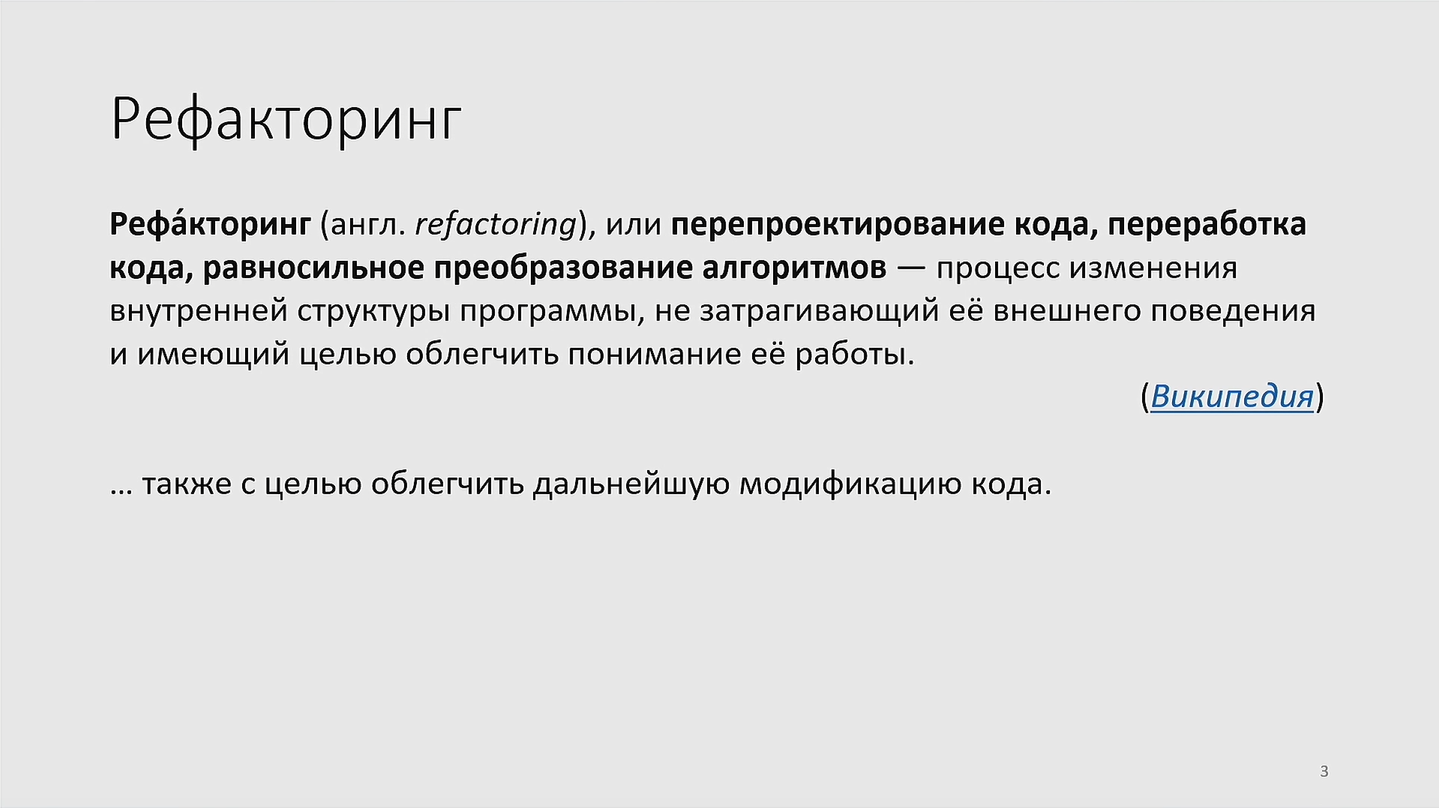 Рефакторинг
Рефа́кторинг (англ. refactoring), или перепроектирование кода, переработка
кода, равносильное преобразование алгоритмов — процесс изменения
внутренней структуры программы, не затрагивающий её внешнего поведения
и имеющий целью облегчить понимание её работы.
(Википедия)
… также с целью облегчить дальнейшую модификацию кода.
3